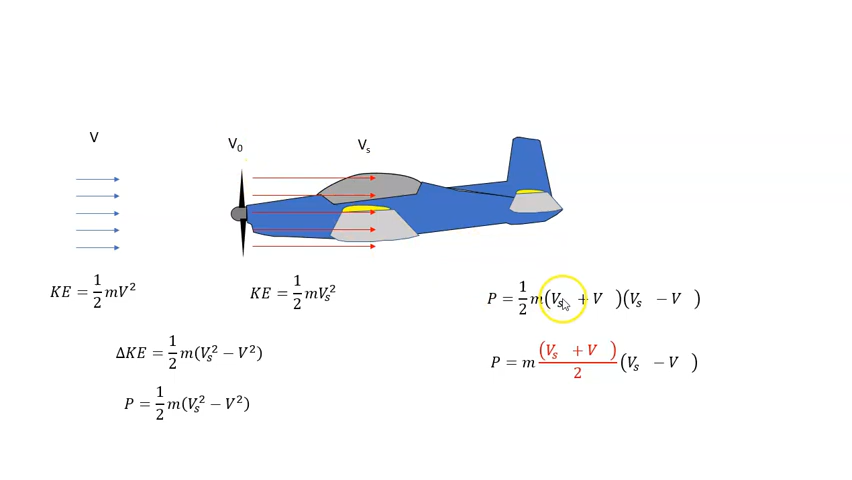 V
V₀
Vₛ
KE = 1/2 mV²
KE = 1/2 mVₛ²
ΔKE = 1/2 m(Vₛ² − V²)
P = 1/2 m(Vₛ² − V²)
P = 1/2 m(Vₛ + V )(Vₛ − V )
P = m (Vₛ + V )/2 (Vₛ − V )